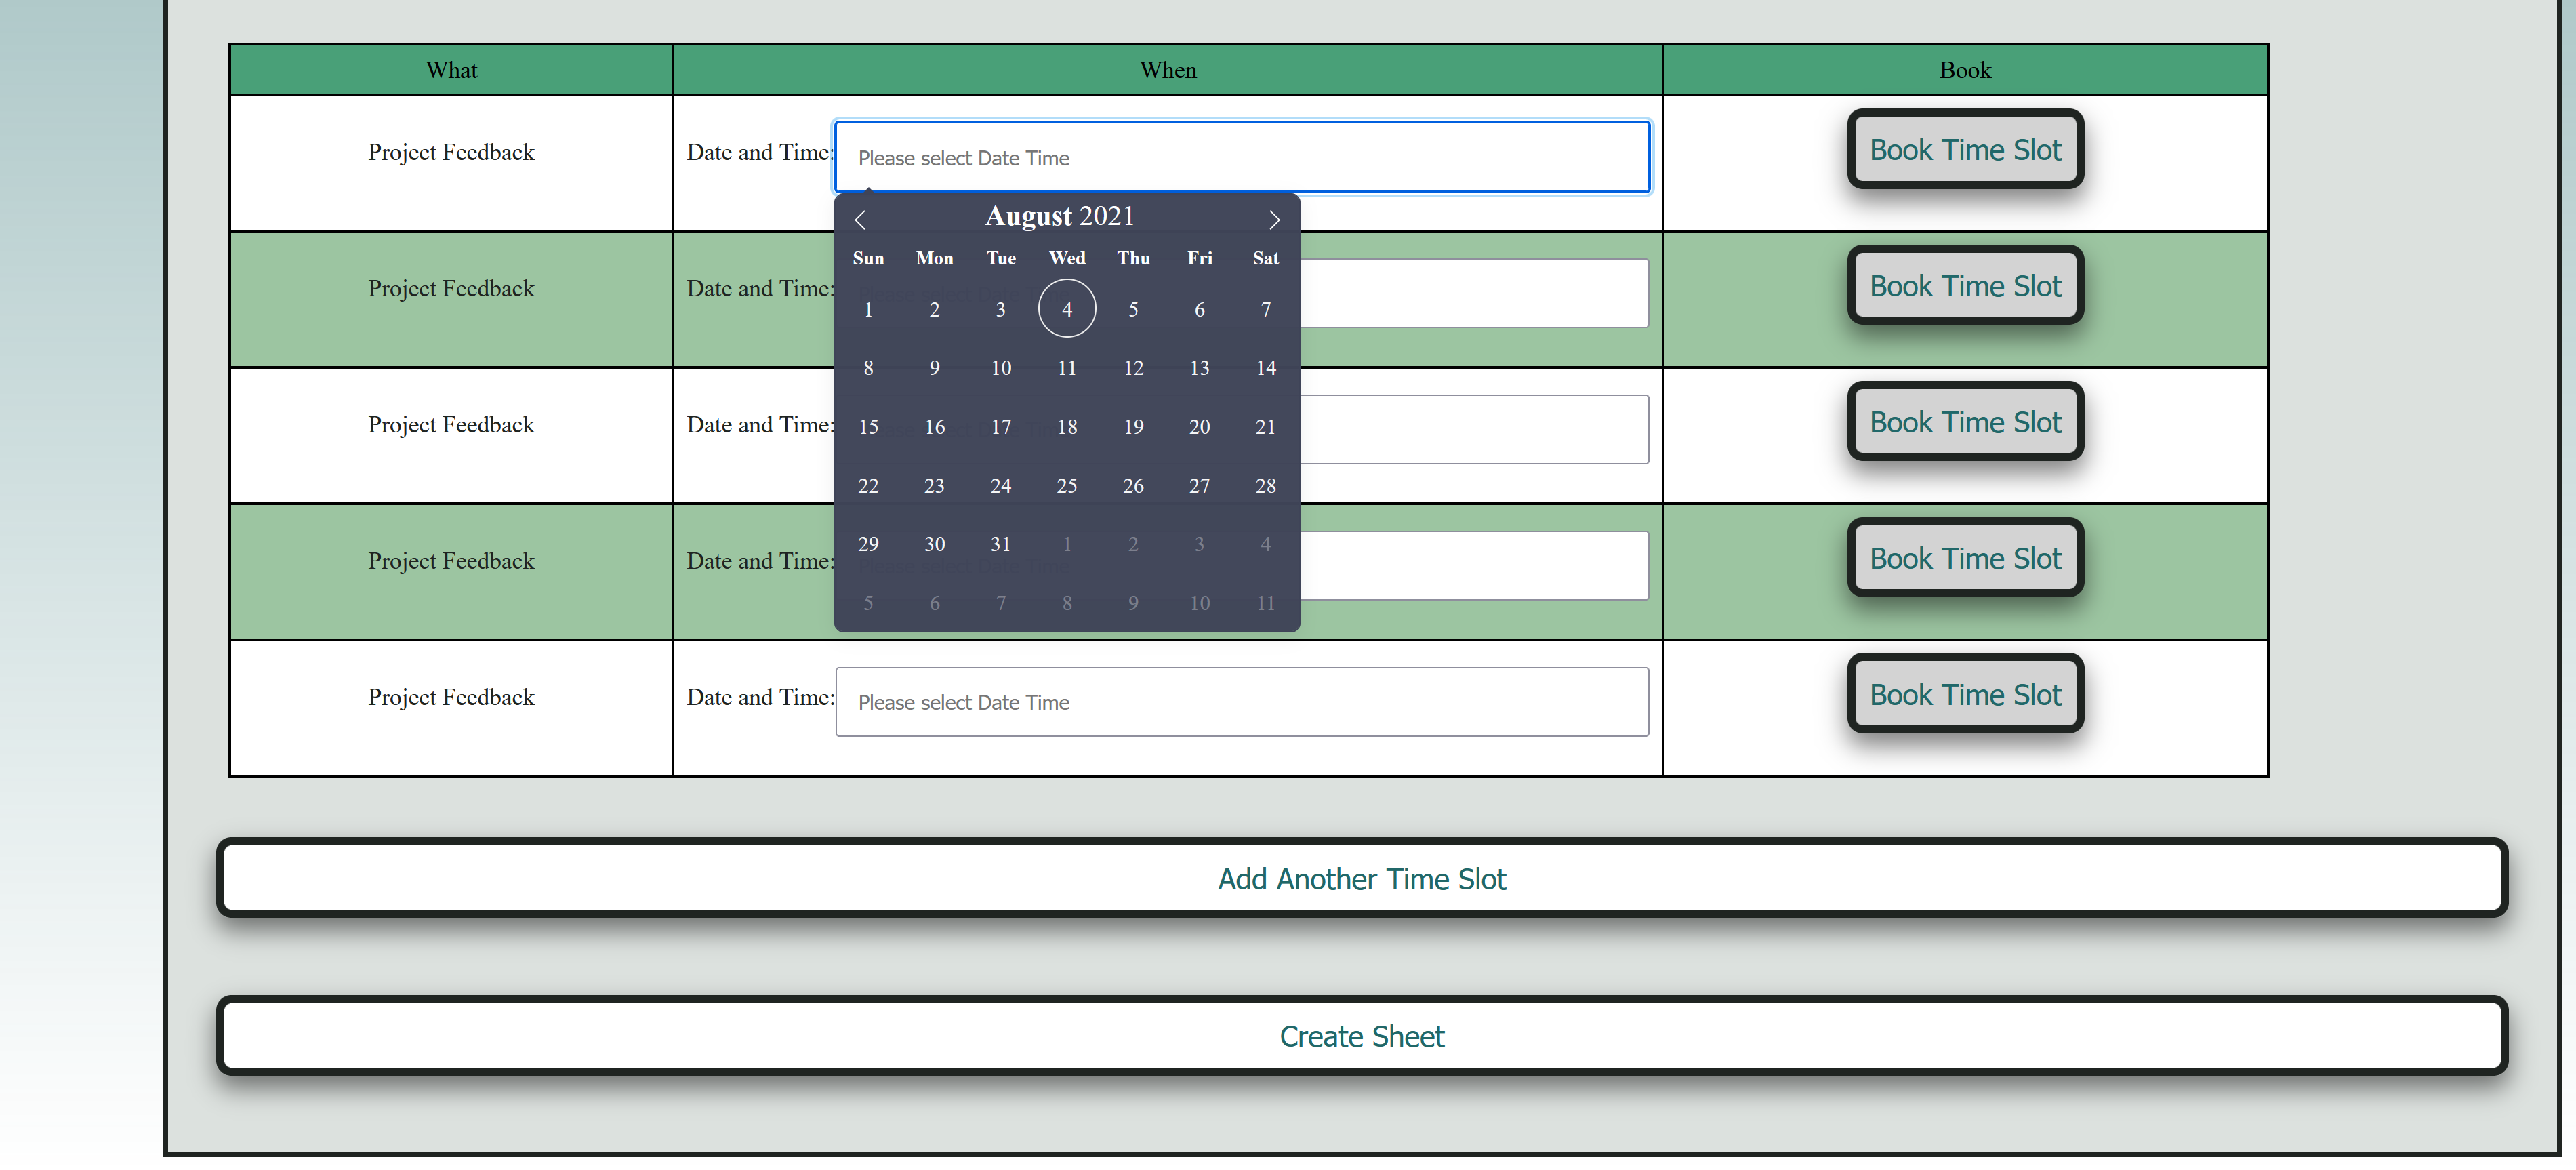 What When Book
Project Feedback Date and Time: Please select Date Time Book Time Slot
August 2021
Sun Mon Tue Wed Thu Fri Sat
Project Feedback Date and Time: Book Time Slot
1 2 3 4 5 6 7
8 9 10 11 12 13 14
Project Feedback Date and Time: Book Time Slot
15 16 17 18 19 20 21
22 23 24 25 26 27 28
Project Feedback Date and Time: Book Time Slot
29 30 31 1 2 3 4
5 6 7 8 9 10 11
Project Feedback Date and Time: Please select Date Time Book Time Slot
Add Another Time Slot
Create Sheet